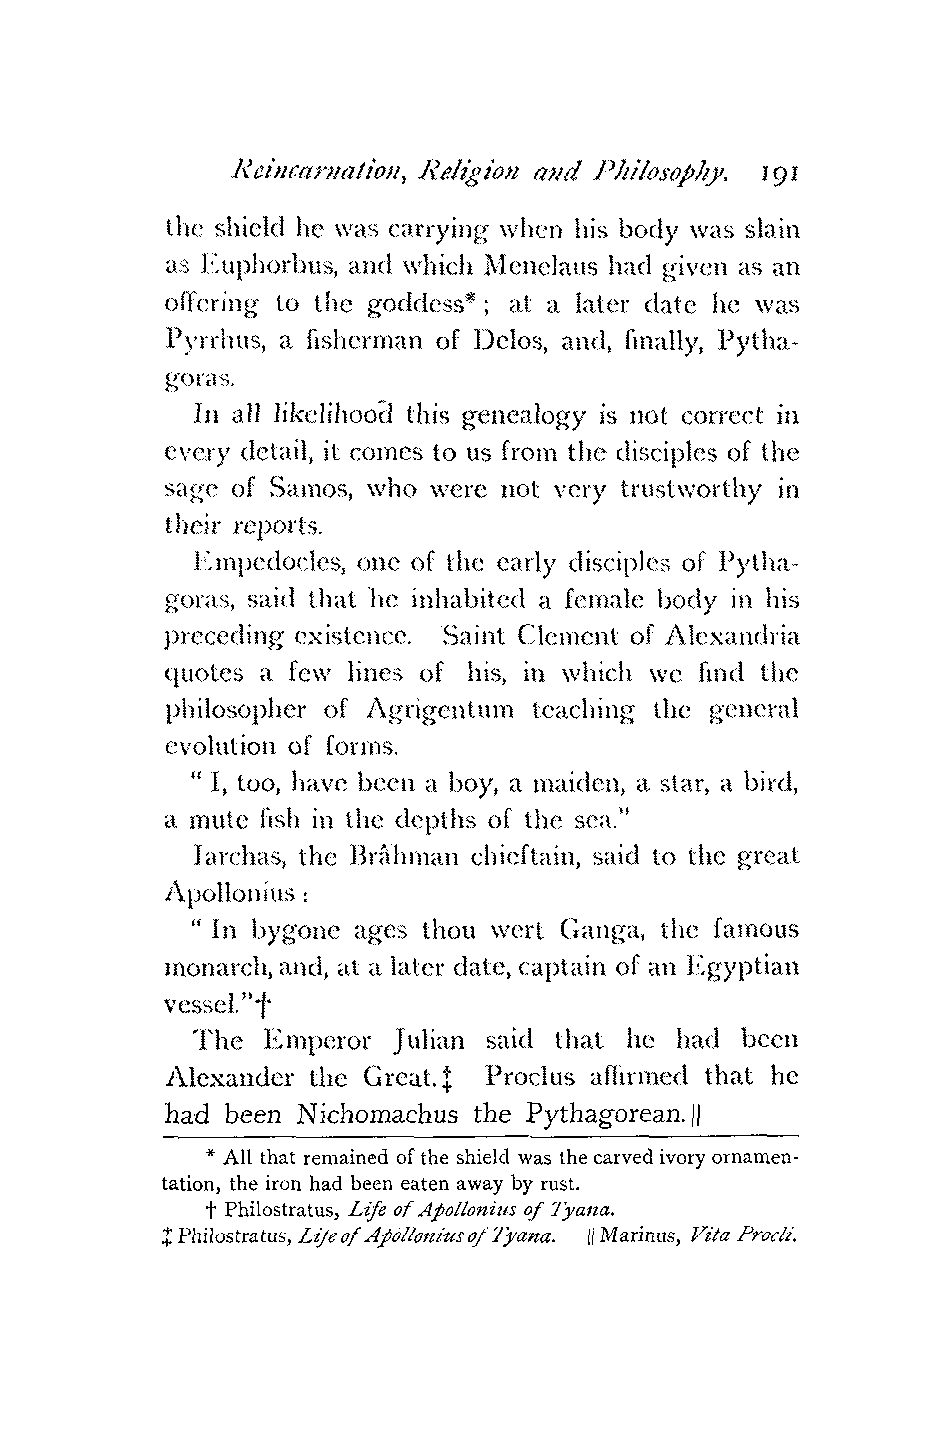 Reincarnation, Religion and Philosophy. 191
the shield he was carrying when his body was slain
as Euphorbus, and which Menelaus had given as an
offering to the goddess*; at a later date he was
Pyrrhus, a fisherman of Delos, and, finally, Pytha-
goras.
In all likelihood this genealogy is not correct in
every detail, it comes to us from the disciples of the
sage of Samos, who were not very trustworthy in
their reports.
Empedocles, one of the early disciples of Pytha-
goras, said that he inhabited a female body in his
preceding existence. Saint Clement of Alexandria
quotes a few lines of his, in which we find the
philosopher of Agrigentum teaching the general
evolution of forms.
" I, too, have been a boy, a maiden, a star, a bird,
a mute fish in the depths of the sea."
Iarchas, the Brâhman chieftain, said to the great
Apollonius :
" In bygone ages thou wert Ganga, the famous
monarch, and, at a later date, captain of an Egyptian
vessel."†
The Emperor Julian said that he had been
Alexander the Great.‡ Proclus affirmed that he
had been Nichomachus the Pythagorean.||
* All that remained of the shield was the carved ivory ornamen-
tation, the iron had been eaten away by rust.
† Philostratus, Life of Apollonius of Tyana.
‡ Philostratus, Life of Apollonius of Tyana. || Marinus, Vita Procli.